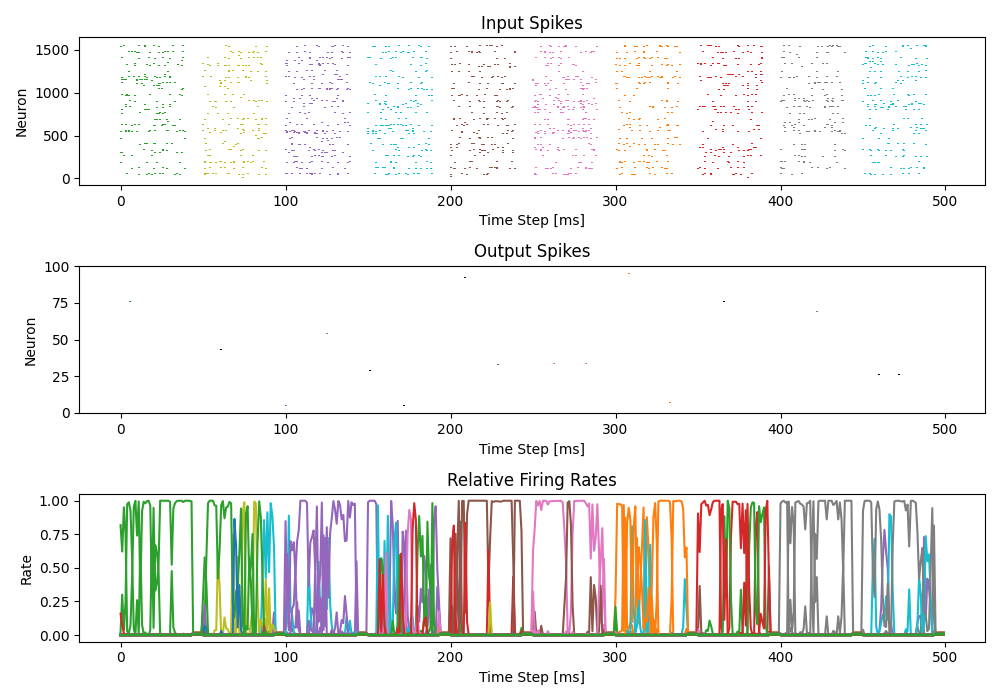 Input Spikes
1500
1000
500
0
Neuron
0 100 200 300 400 500
Time Step [ms]
Output Spikes
100
75
50
25
0
Neuron
0 100 200 300 400 500
Time Step [ms]
Relative Firing Rates
1.00
0.75
0.50
0.25
0.00
Rate
0 100 200 300 400 500
Time Step [ms]